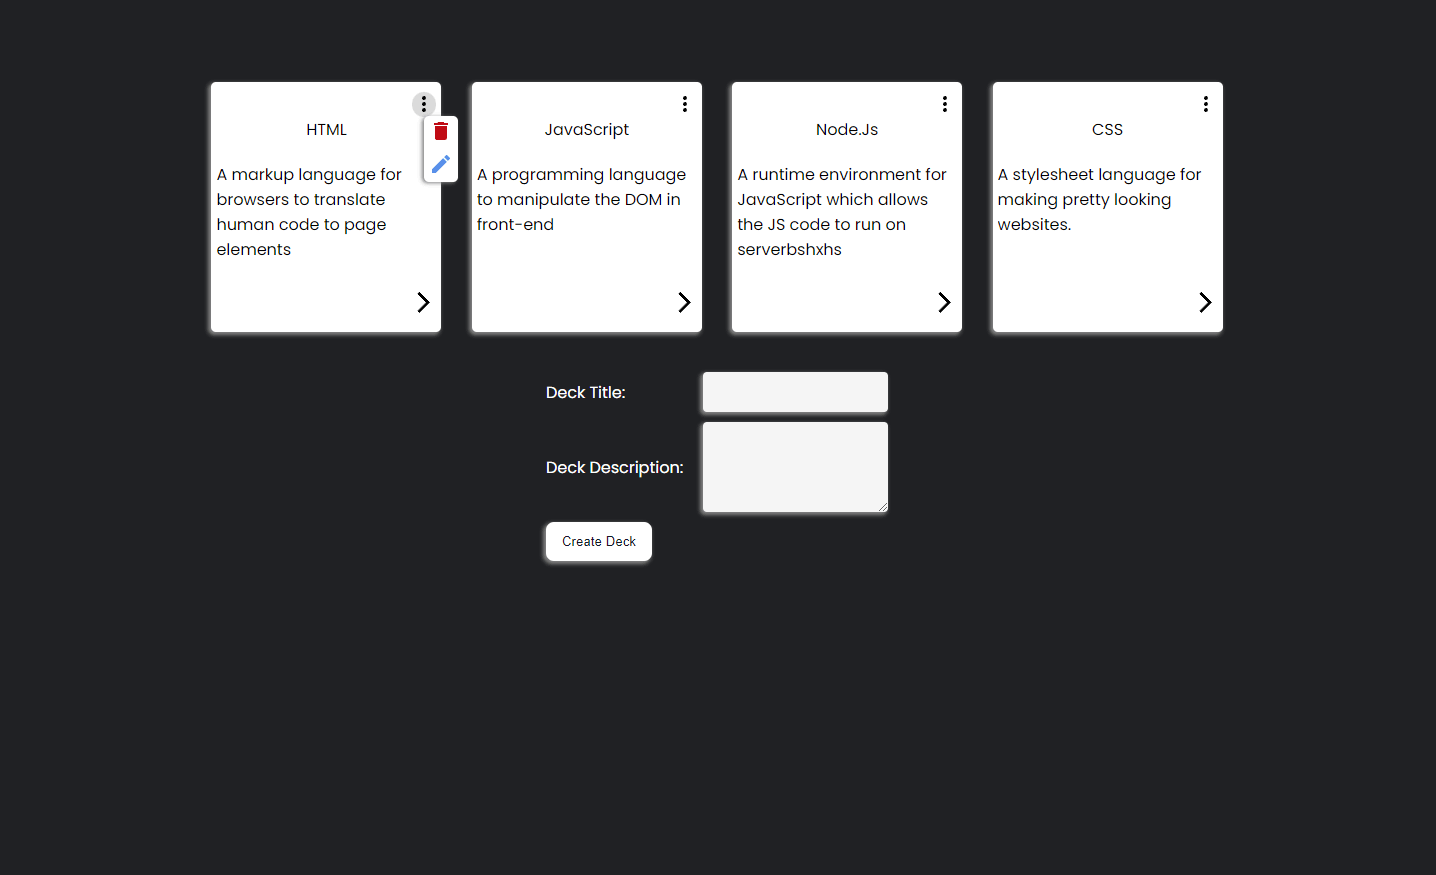 HTML
A markup language for
browsers to translate
human code to page
elements
JavaScript
A programming language
to manipulate the DOM in
front-end
Node.Js
A runtime environment for
JavaScript which allows
the JS code to run on
serverbshxhs
CSS
A stylesheet language for
making pretty looking
websites.
Deck Title:
Deck Description:
Create Deck